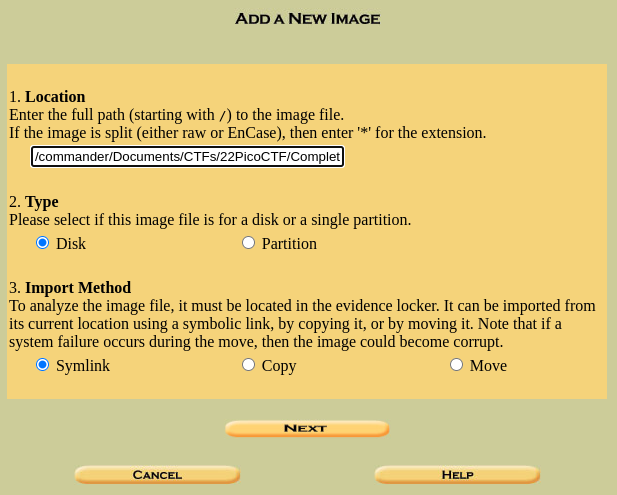 ADD A NEW IMAGE
1. Location
Enter the full path (starting with /) to the image file.
If the image is split (either raw or EnCase), then enter '*' for the extension.
/commander/Documents/CTFs/22PicoCTF/Complet
2. Type
Please select if this image file is for a disk or a single partition.
Disk Partition
3. Import Method
To analyze the image file, it must be located in the evidence locker. It can be imported from
its current location using a symbolic link, by copying it, or by moving it. Note that if a
system failure occurs during the move, then the image could become corrupt.
Symlink Copy Move
NEXT
CANCEL HELP